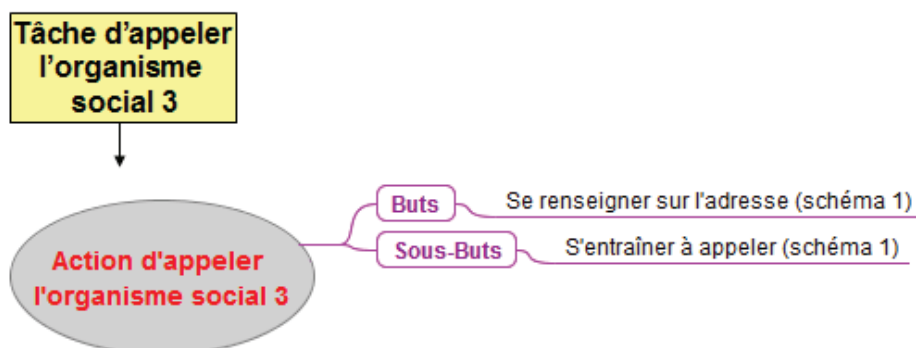 Tâche d’appeler
l’organisme
social 3
Buts
Se renseigner sur l'adresse (schéma 1)
Sous-Buts
S'entraîner à appeler (schéma 1)
Action d'appeler
l'organisme social 3